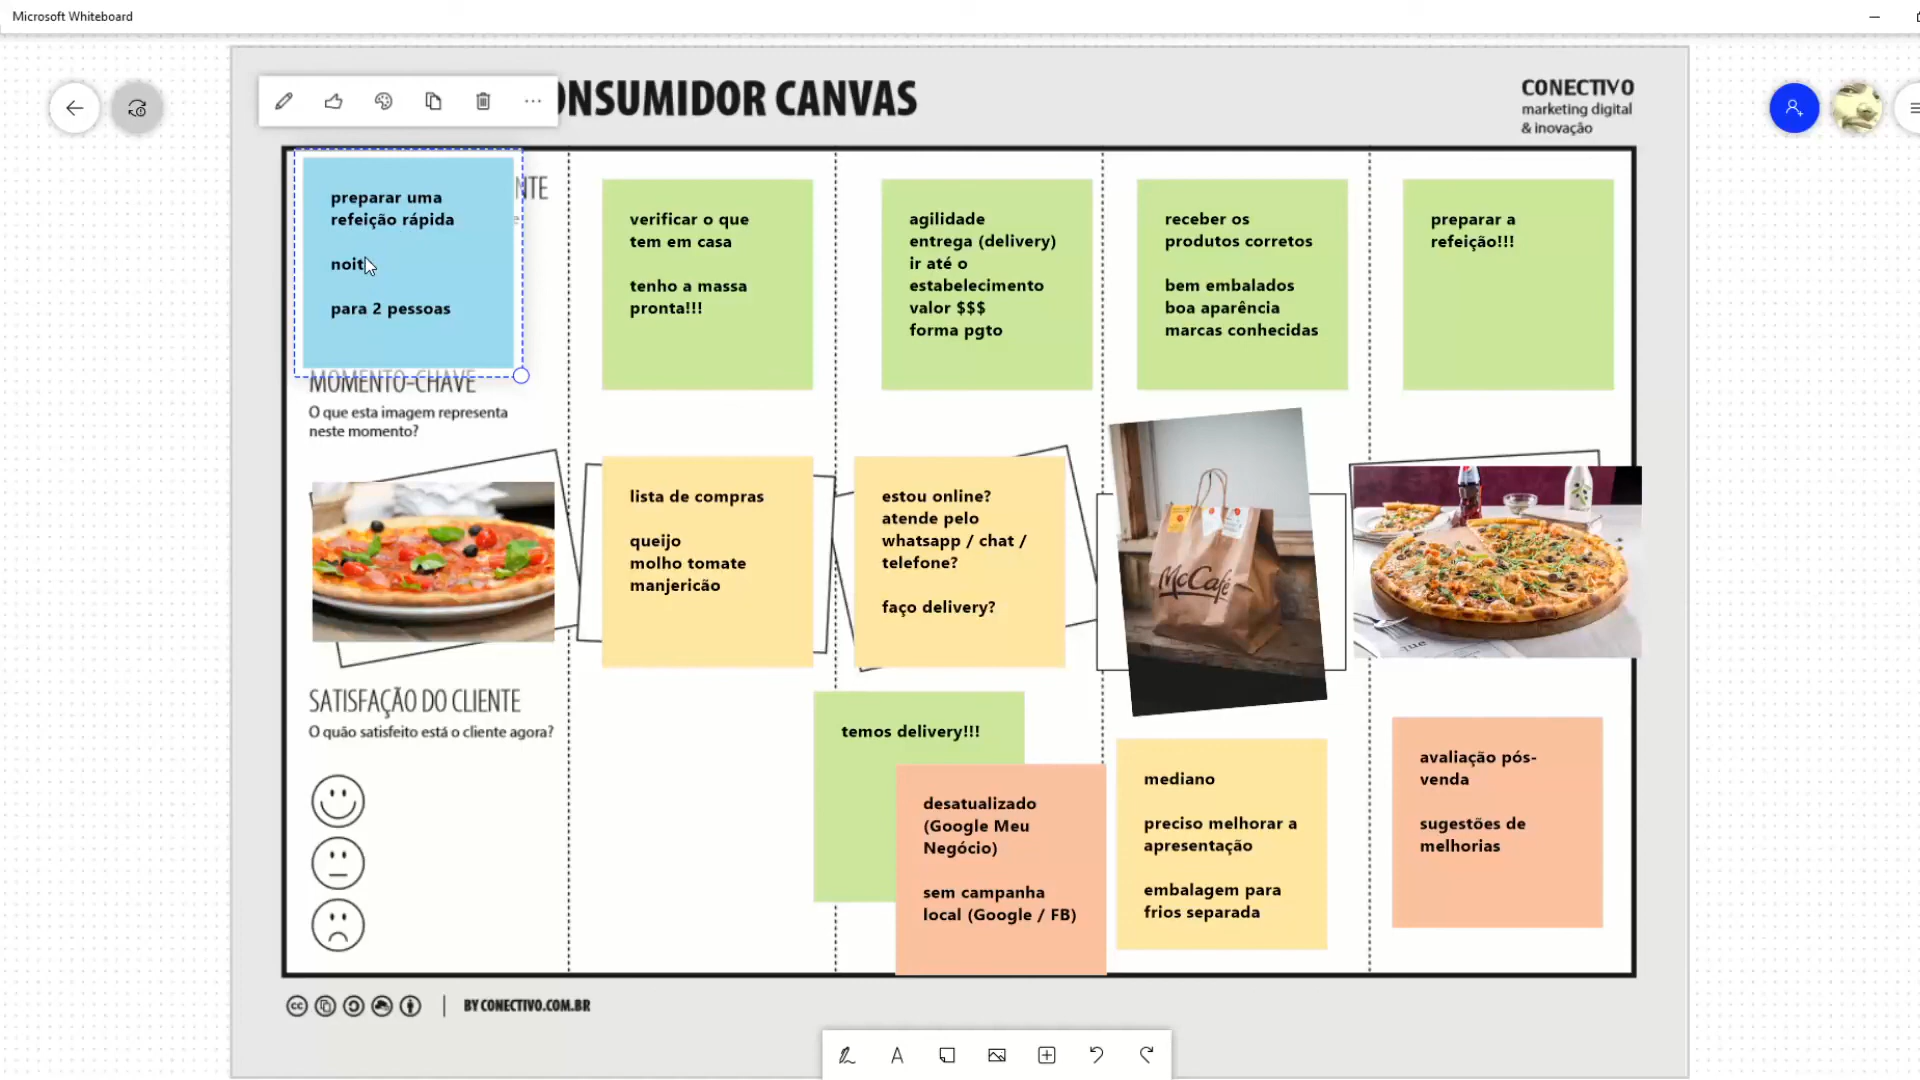 Microsoft Whiteboard
ONSUMIDOR CANVAS
CONECTIVO
marketing digital
& inovação
preparar uma
refeição rápida
noit
para 2 pessoas
NTE
e
verificar o que
tem em casa
tenho a massa
pronta!!!
agilidade
entrega (delivery)
ir até o
estabelecimento
valor $$$
forma pgto
receber os
produtos corretos
bem embalados
boa aparência
marcas conhecidas
preparar a
refeição!!!
MOMENTO-CHAVE
O que esta imagem representa
neste momento?
lista de compras
queijo
molho tomate
manjericão
estou online?
atende pelo
whatsapp / chat /
telefone?
faço delivery?
McCafé
SATISFAÇÃO DO CLIENTE
O quão satisfeito está o cliente agora?
temos delivery!!!
desatualizado
(Google Meu
Negócio)
sem campanha
local (Google / FB)
mediano
preciso melhorar a
apresentação
embalagem para
frios separada
avaliação pós-
venda
sugestões de
melhorias
cc
BY CONECTIVO.COM.BR